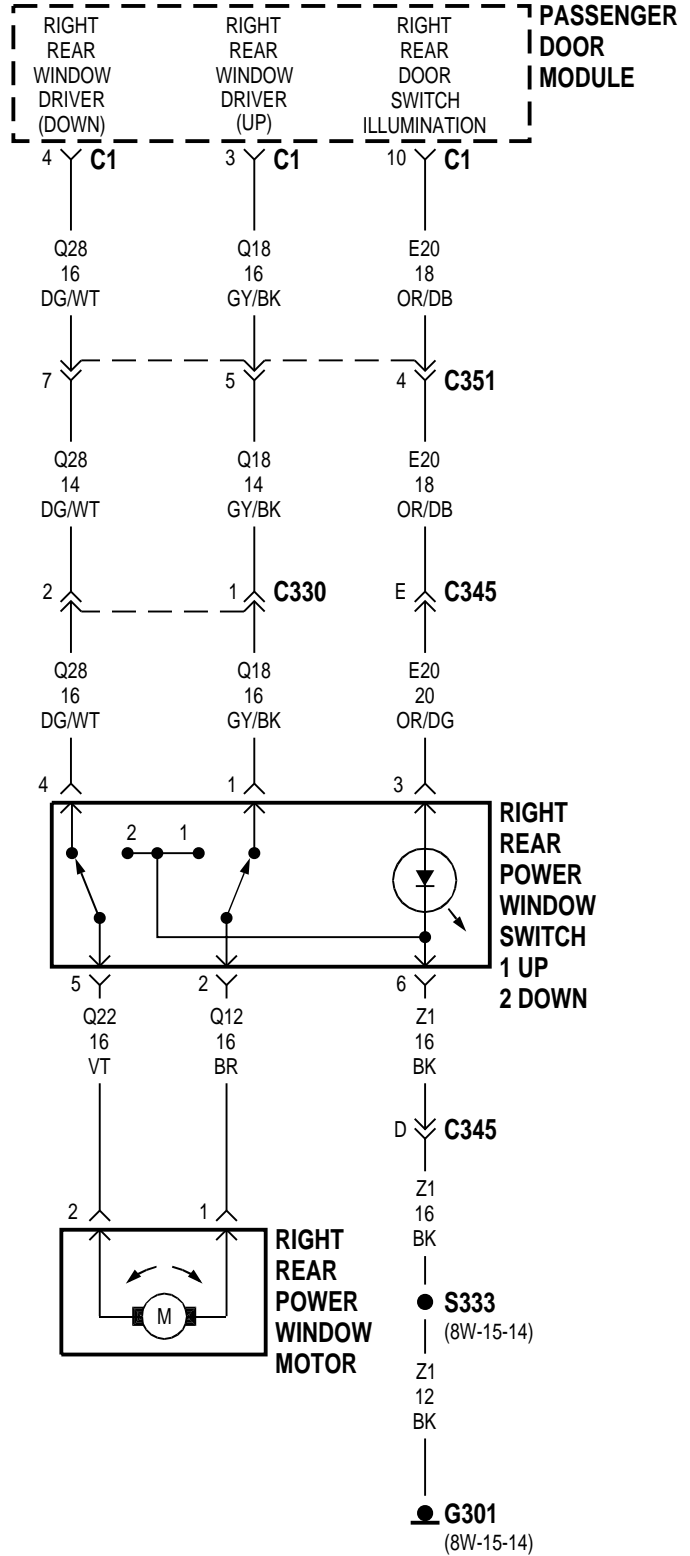 RIGHT
REAR
WINDOW
DRIVER
(DOWN)
RIGHT
REAR
WINDOW
DRIVER
(UP)
RIGHT
REAR
DOOR
SWITCH
ILLUMINATION
PASSENGER
DOOR
MODULE
4 C1
3 C1
10 C1
Q28
16
DG/WT
Q18
16
GY/BK
E20
18
OR/DB
7
5
4 C351
Q28
14
DG/WT
Q18
14
GY/BK
E20
18
OR/DB
2
1 C330
E C345
Q28
16
DG/WT
Q18
16
GY/BK
E20
20
OR/DG
4
1
3
2 1
RIGHT
REAR
POWER
WINDOW
SWITCH
1 UP
2 DOWN
5
2
6
Q22
16
VT
Q12
16
BR
Z1
16
BK
D C345
Z1
16
BK
2
1
M
RIGHT
REAR
POWER
WINDOW
MOTOR
S333
(8W-15-14)
Z1
12
BK
G301
(8W-15-14)